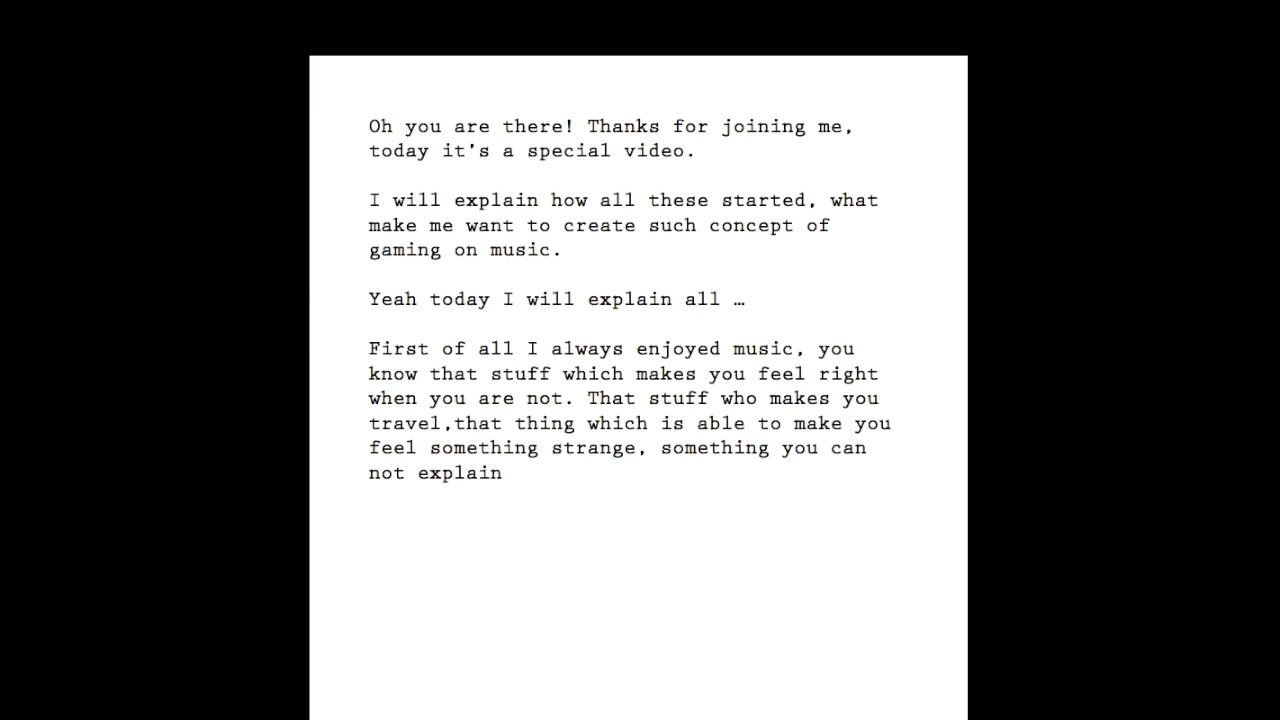 Oh you are there! Thanks for joining me,
today it's a special video.
I will explain how all these started, what
make me want to create such concept of
gaming on music.
Yeah today I will explain all …
First of all I always enjoyed music, you
know that stuff which makes you feel right
when you are not. That stuff who makes you
travel,that thing which is able to make you
feel something strange, something you can
not explain